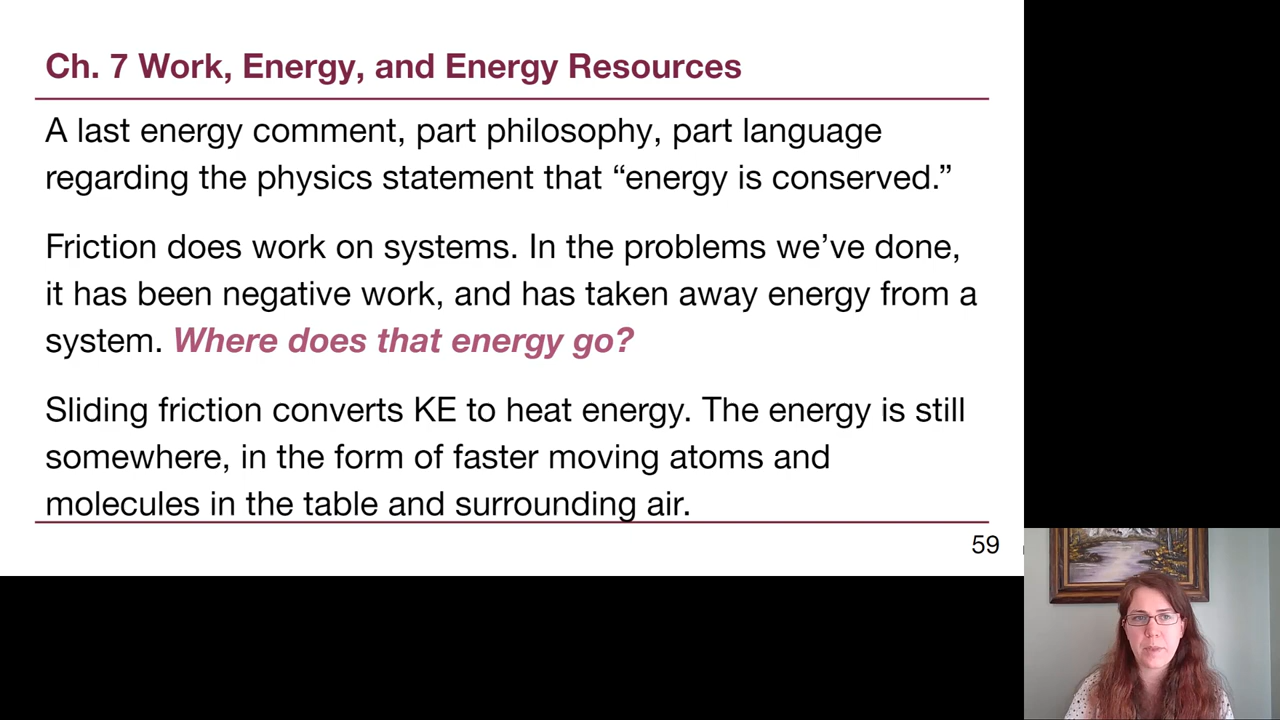 Ch. 7 Work, Energy, and Energy Resources
A last energy comment, part philosophy, part language
regarding the physics statement that “energy is conserved.”
Friction does work on systems. In the problems we’ve done,
it has been negative work, and has taken away energy from a
system. Where does that energy go?
Sliding friction converts KE to heat energy. The energy is still
somewhere, in the form of faster moving atoms and
molecules in the table and surrounding air.
59